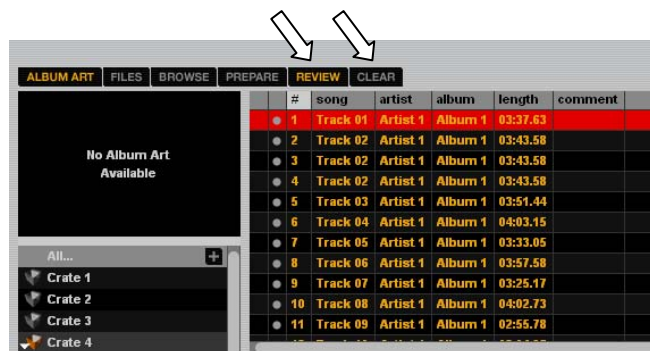 ALBUM ART FILES BROWSE PREPARE REVIEW CLEAR
# song artist album length comment
1 Track 01 Artist 1 Album 1 03:37.63
2 Track 02 Artist 1 Album 1 03:43.58
3 Track 02 Artist 1 Album 1 03:43.58
4 Track 02 Artist 1 Album 1 03:43.58
5 Track 03 Artist 1 Album 1 03:51.44
6 Track 04 Artist 1 Album 1 04:03.15
7 Track 05 Artist 1 Album 1 03:33.05
8 Track 06 Artist 1 Album 1 03:57.58
9 Track 07 Artist 1 Album 1 03:25.17
10 Track 08 Artist 1 Album 1 04:02.73
11 Track 09 Artist 1 Album 1 02:55.78
No Album Art
Available
All...
Crate 1
Crate 2
Crate 3
Crate 4